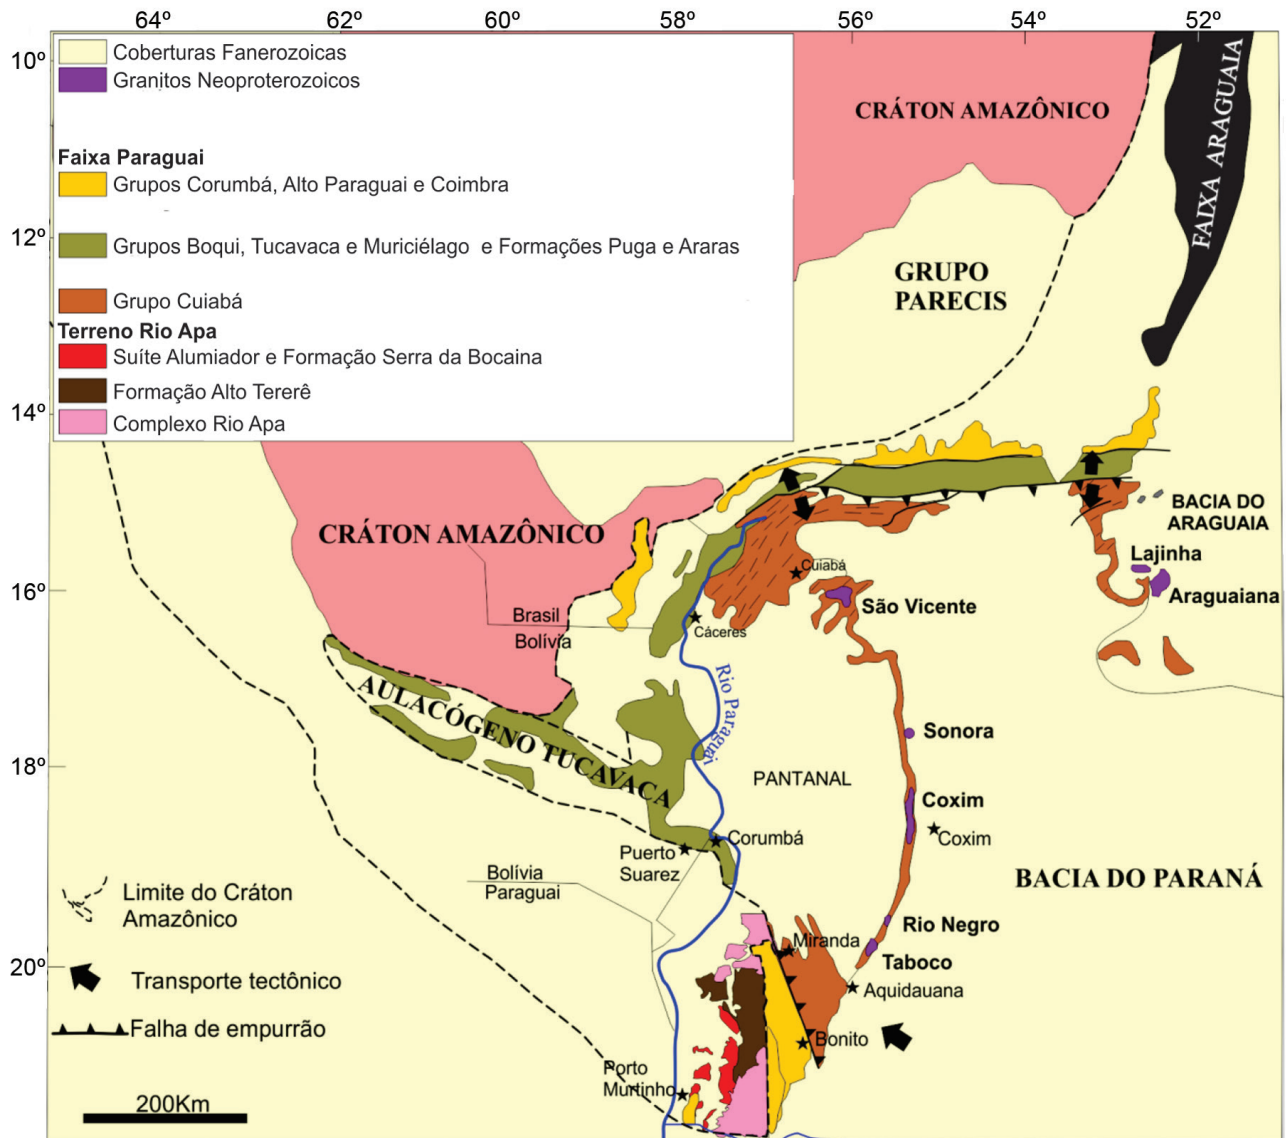 64º 62º 60º 58º 56º 54º 52º
10º
12º
14º
16º
18º
20º
Coberturas Fanerozoicas
Granitos Neoproterozoicos
Faixa Paraguai
Grupos Corumbá, Alto Paraguai e Coimbra
Grupos Boqui, Tucavaca e Muriciélago e Formações Puga e Araras
Grupo Cuiabá
Terreno Rio Apa
Suíte Alumiador e Formação Serra da Bocaina
Formação Alto Tererê
Complexo Rio Apa
CRÁTON AMAZÔNICO
FAIXA ARAGUAIA
GRUPO
PARECIS
CRÁTON AMAZÔNICO
BACIA DO
ARAGUAIA
Lajinha
Araguaiana
Cuiabá
São Vicente
Brasil
Bolívia
Cáceres
Rio Paraguai
AULACÓGENO TUCAVACA
Sonora
PANTANAL
Coxim
Coxim
Corumbá
Puerto
Suarez
Bolívia
Paraguai
BACIA DO PARANÁ
Rio Negro
Miranda
Taboco
Aquidauana
Bonito
Porto
Murtinho
Limite do Cráton
Amazônico
Transporte tectônico
Falha de empurrão
200Km